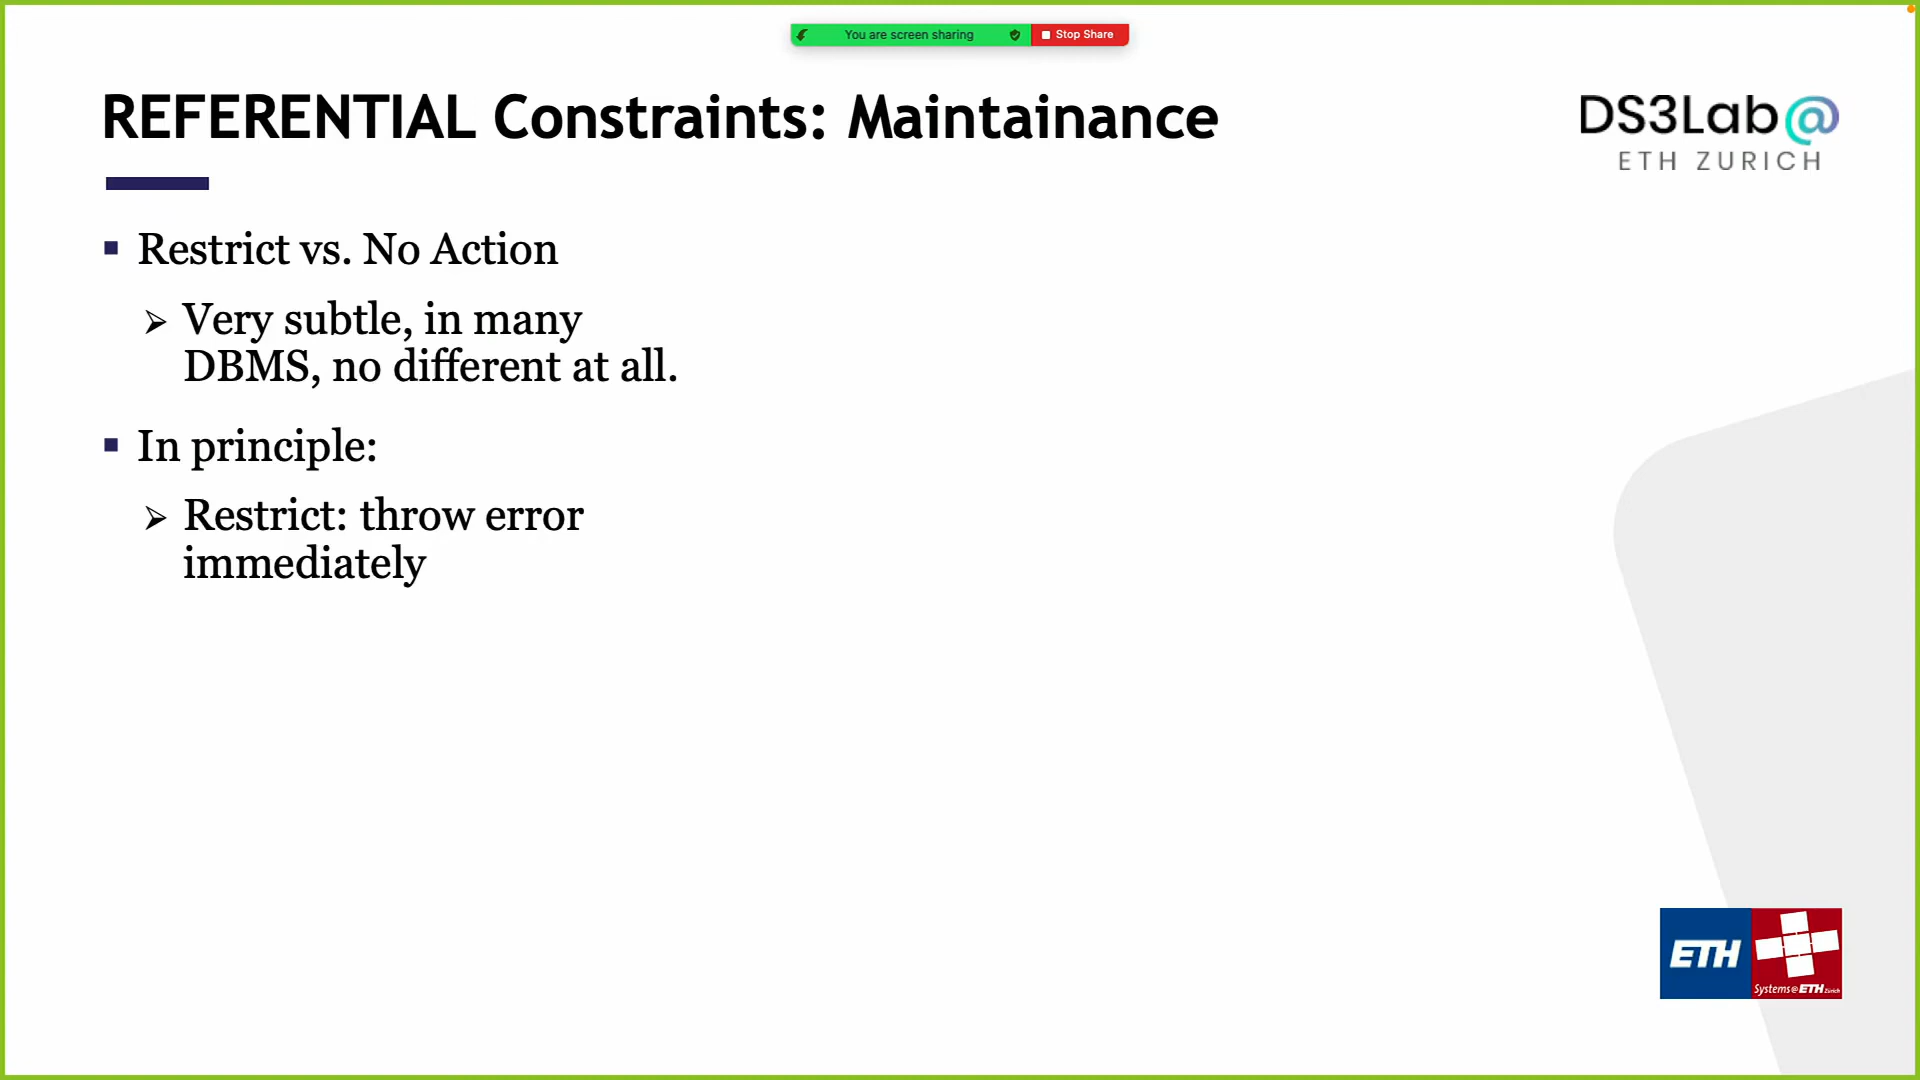 You are screen sharing
Stop Share
REFERENTIAL Constraints: Maintainance
DS3Lab@
ETH ZURICH
Restrict vs. No Action
Very subtle, in many
DBMS, no different at all.
In principle:
Restrict: throw error
immediately
ETH
Systems@ETH Zürich